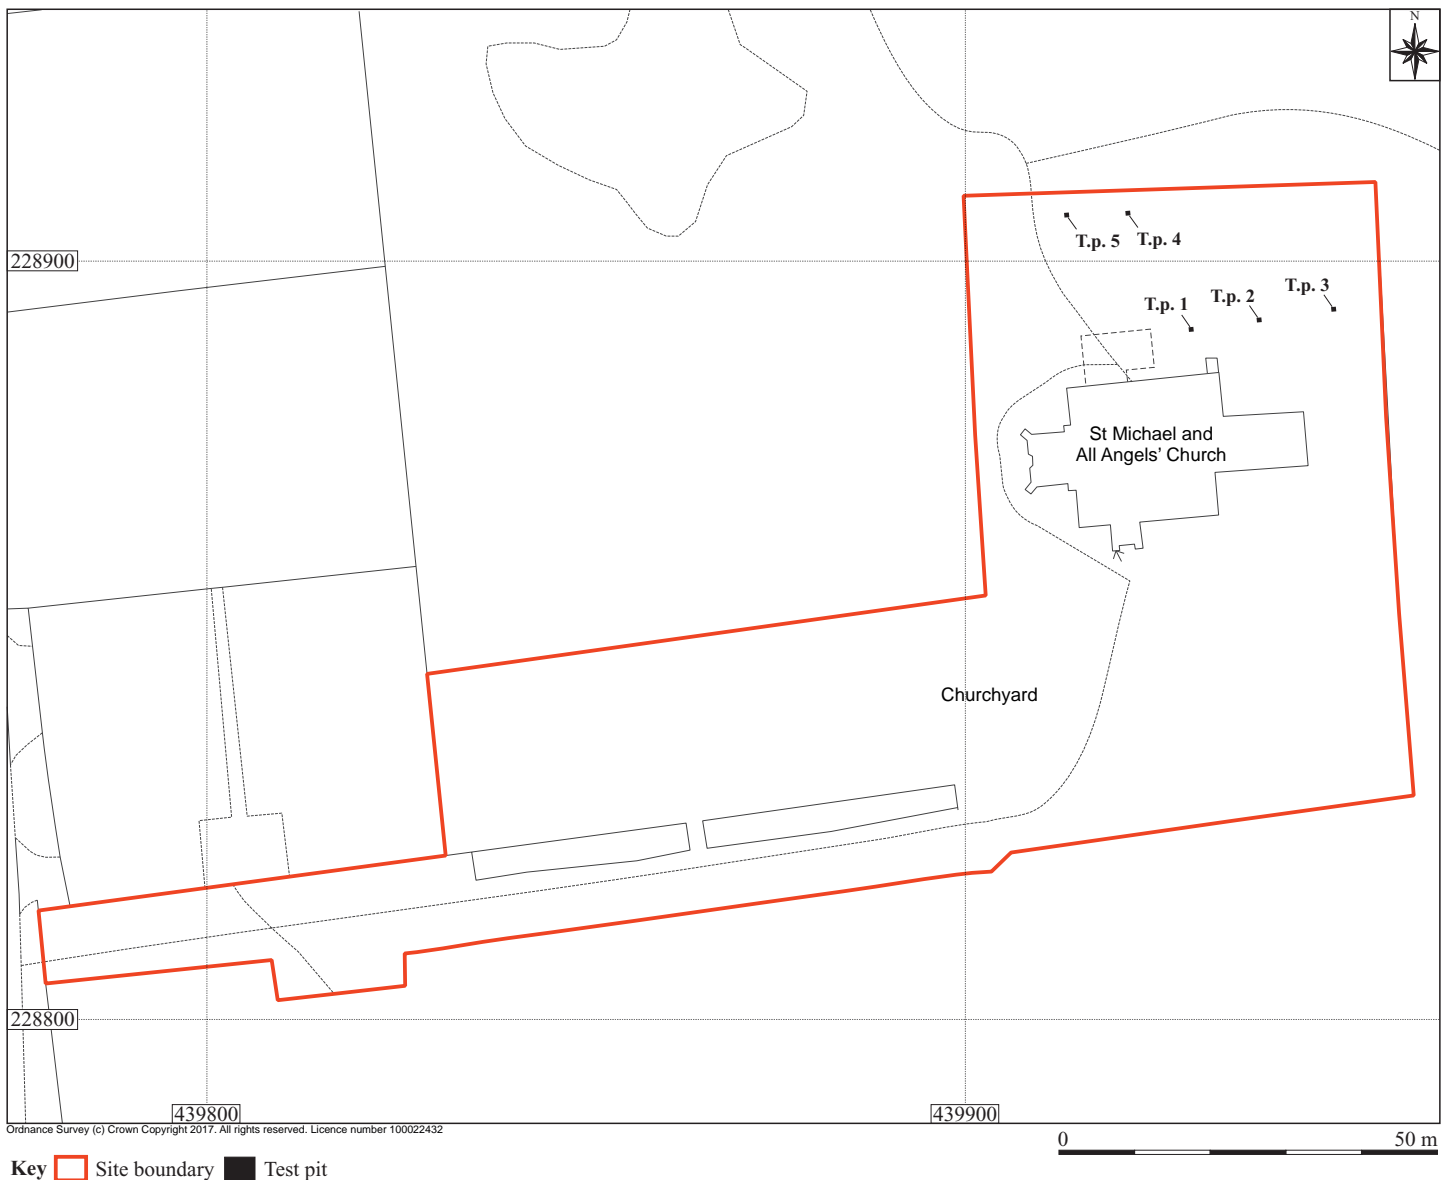 N
T.p. 5
T.p. 4
228900
T.p. 1
T.p. 2
T.p. 3
St Michael and
All Angels’ Church
Churchyard
228800
439800
439900
Ordnance Survey (c) Crown Copyright 2017. All rights reserved. Licence number 100022432
0
50 m
Key Site boundary Test pit